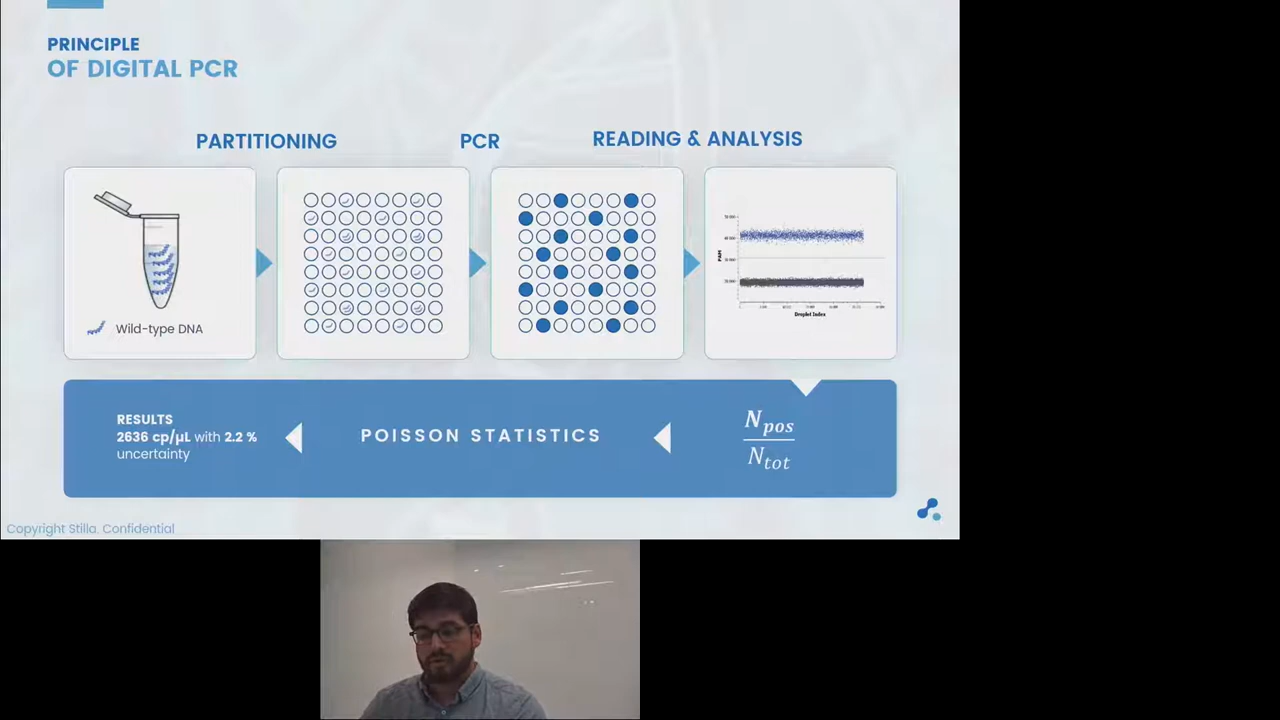 PRINCIPLE
OF DIGITAL PCR
PARTITIONING
PCR
READING & ANALYSIS
Wild-type DNA
FAM
Droplet Index
RESULTS
2636 cp/µL with 2.2 %
uncertainty
POISSON STATISTICS
N_pos
N_tot
Copyright Stilla. Confidential